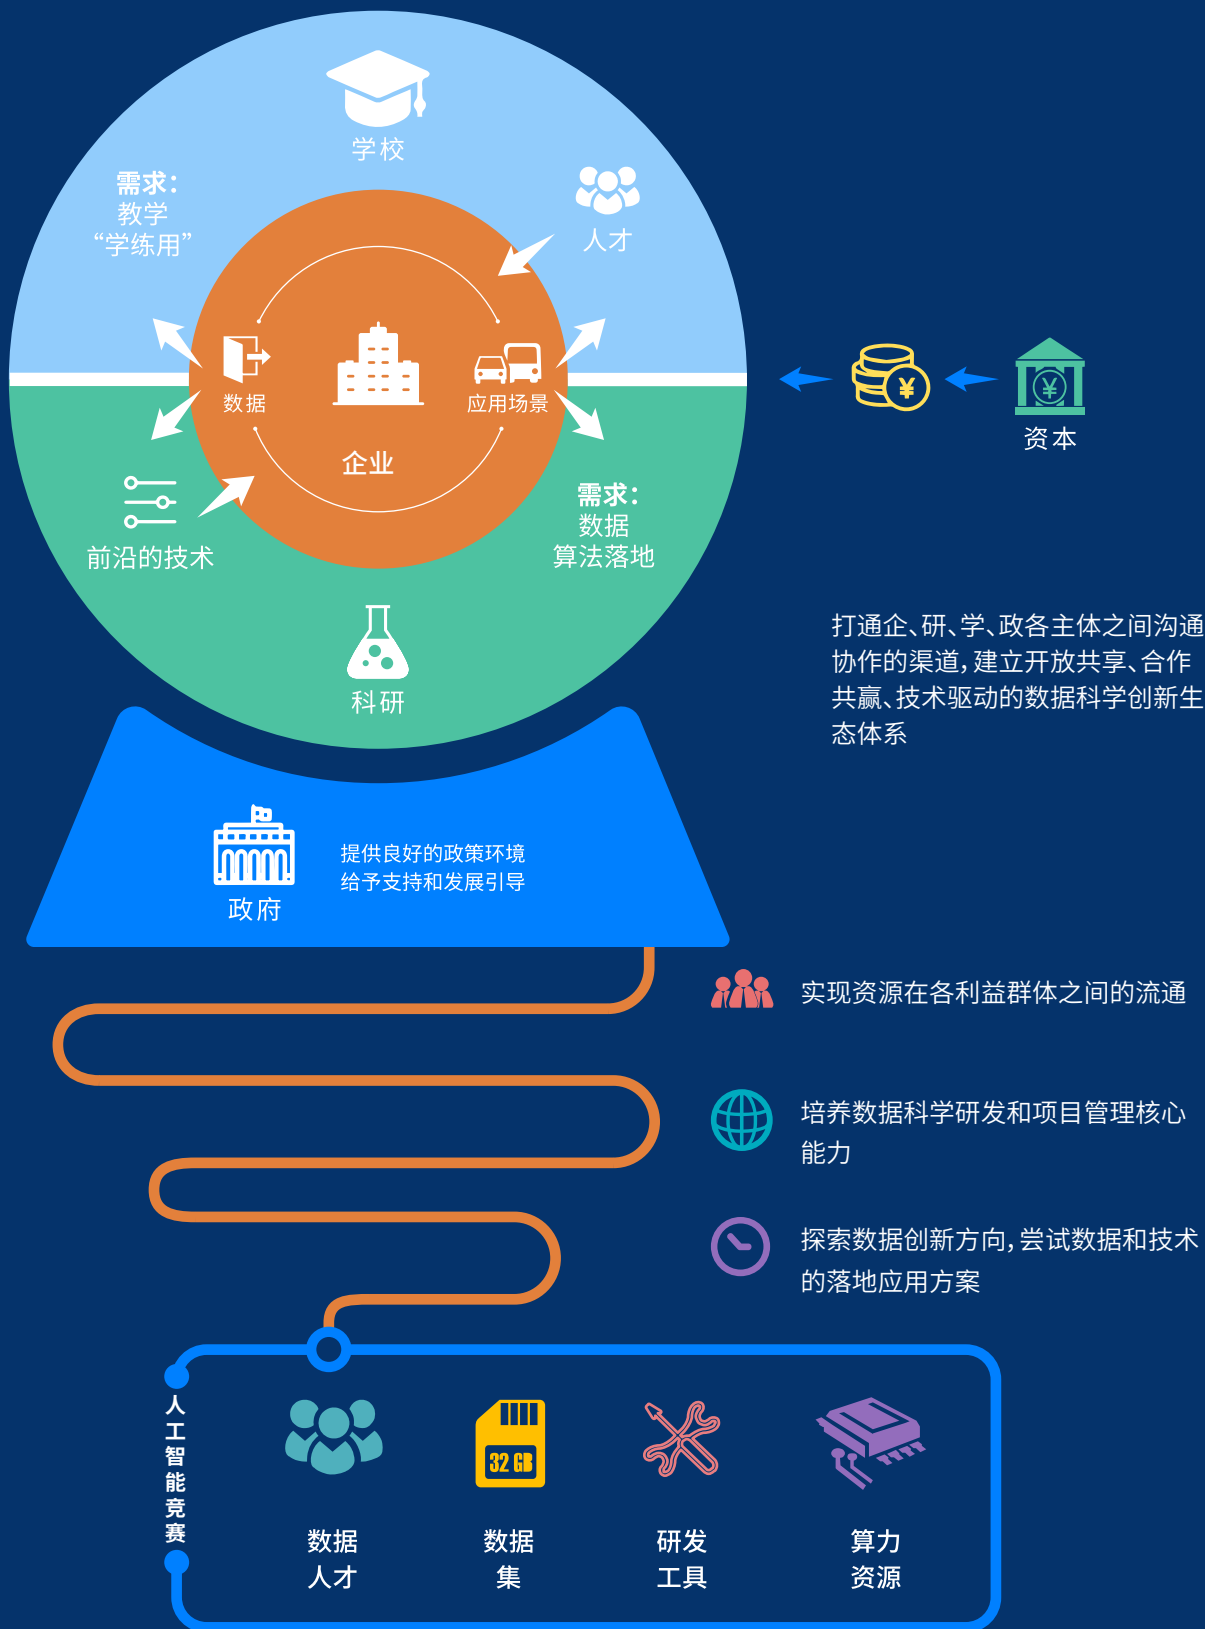 学校
需求：
教学
“学练用”
人才
数据
应用场景
企业
前沿的技术
需求：
数据
算法落地
科研
资本
打通企、研、学、政各主体之间沟通
协作的渠道，建立开放共享、合作
共赢、技术驱动的数据科学创新生
态体系
政府
提供良好的政策环境
给予支持和发展引导
实现资源在各利益群体之间的流通
培养数据科学研发和项目管理核心
能力
探索数据创新方向，尝试数据和技术
的落地应用方案
人工智能竞赛
32 GB
数据
人才
数据
集
研发
工具
算力
资源